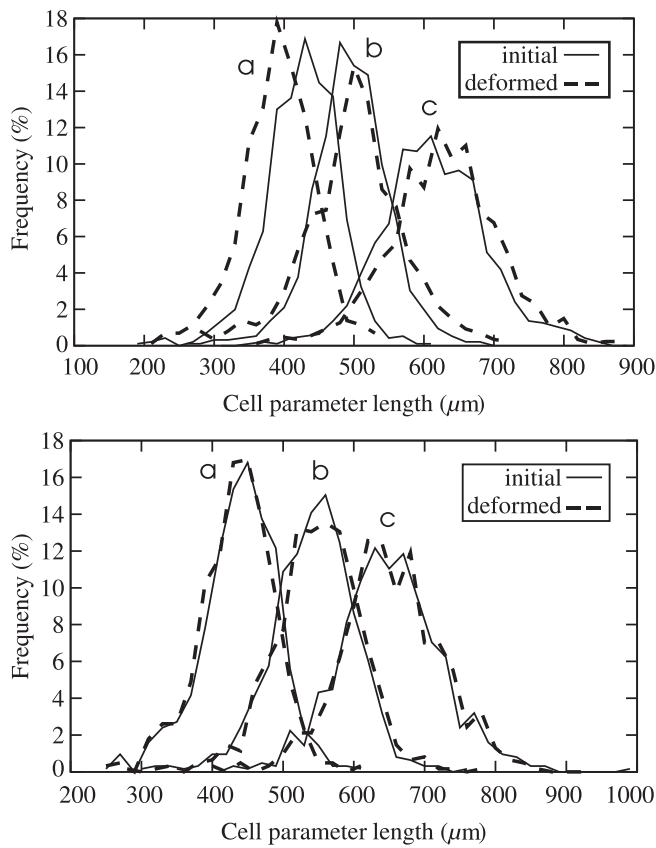 18
16
14
12
10
8
6
4
2
0
Frequency (%)
a
b
c
initial
deformed
100 200 300 400 500 600 700 800 900
Cell parameter length (μm)
18
16
14
12
10
8
6
4
2
0
Frequency (%)
a
b
c
initial
deformed
200 300 400 500 600 700 800 900 1000
Cell parameter length (μm)